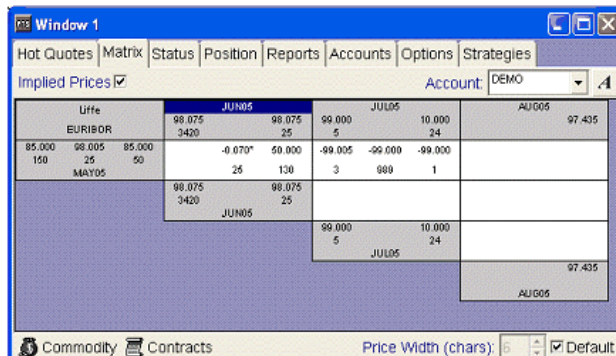 Window 1
Hot Quotes Matrix Status Position Reports Accounts Options Strategies
Implied Prices Account: DEMO A
Liffe JUN05 JUL05 AUG05
98.075 98.075 99.000 10.000 97.435
EURIBOR
3420 25 5 24
85.000 98.005 85.000 -0.070* 50.000 -99.005 -99.000 -99.000
150 25 50
MAY05 25 130 3 989 1
98.075 98.075
3420 25
JUN05
99.000 10.000
5 24
JUL05
97.435
AUG05
Commodity Contracts Price Width (chars): 6 Default